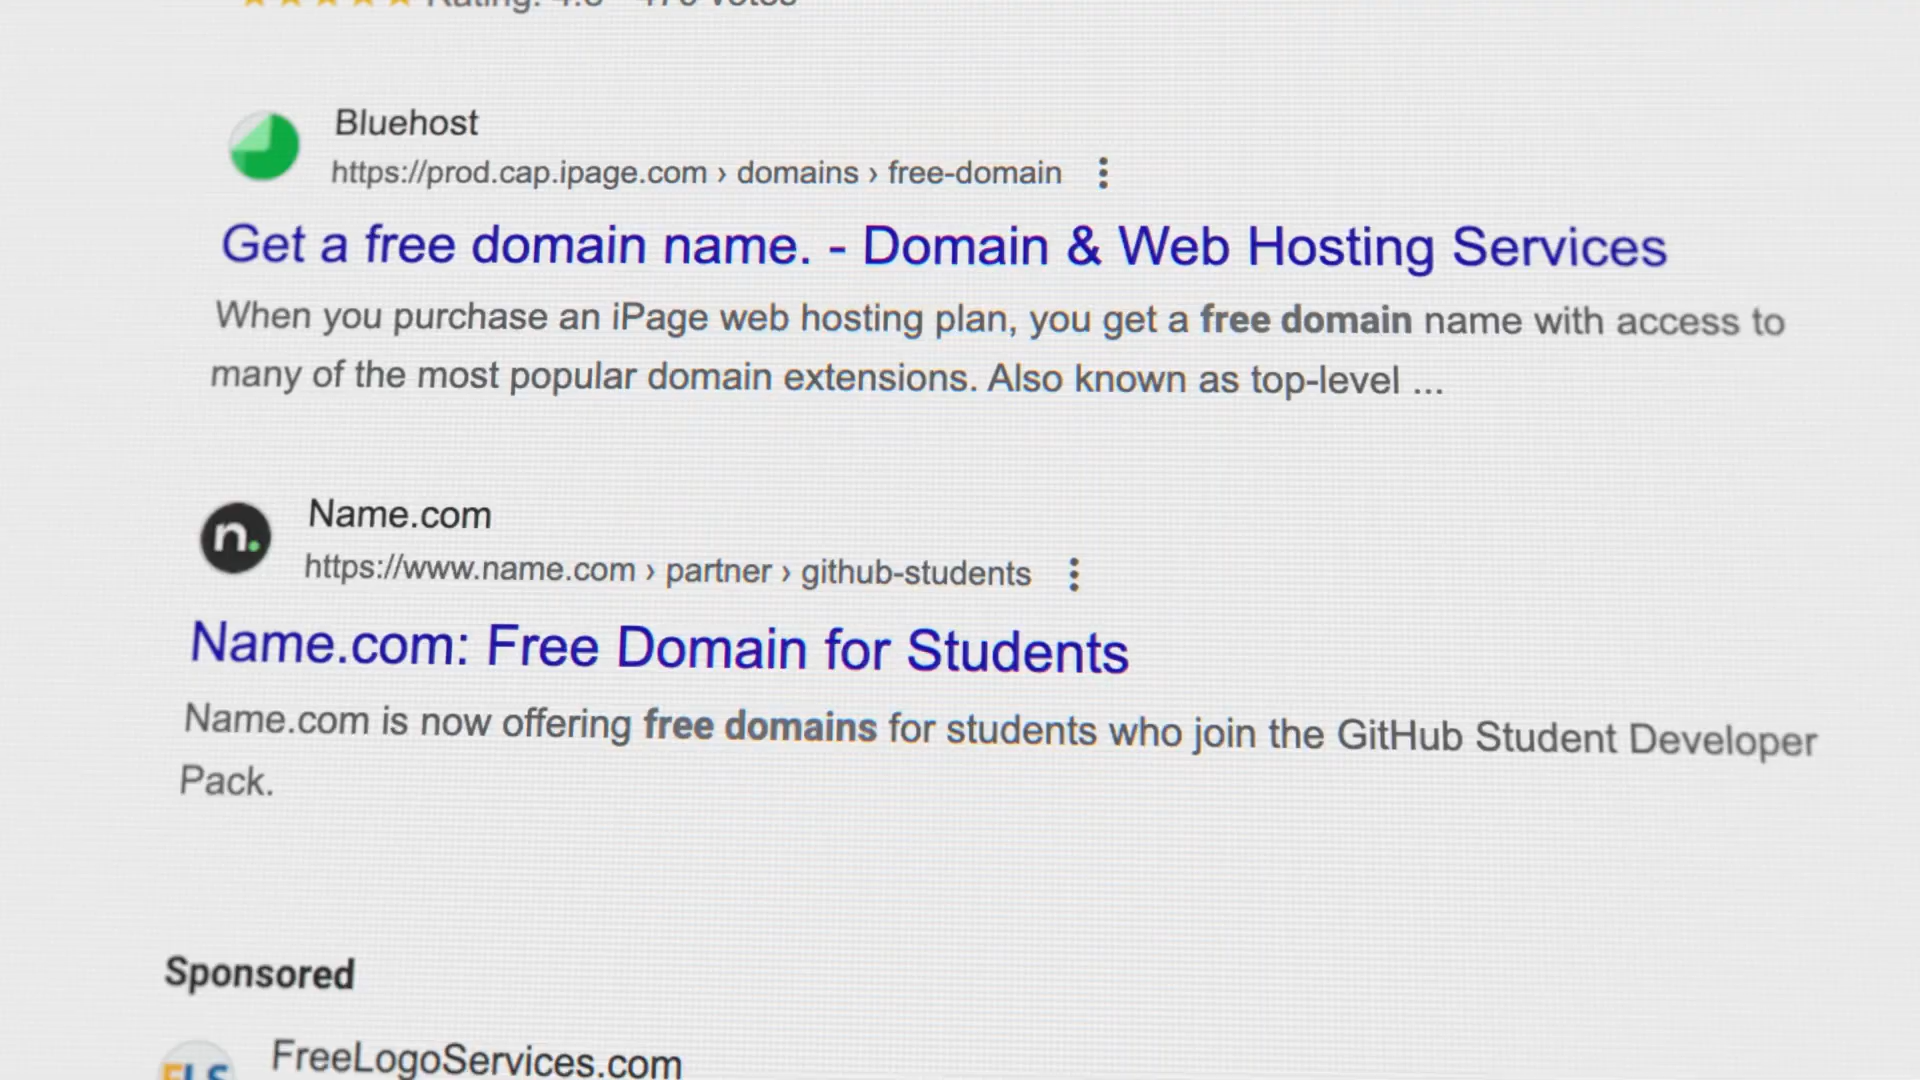 Bluehost
https://prod.cap.ipage.com › domains › free-domain
Get a free domain name. - Domain & Web Hosting Services
When you purchase an iPage web hosting plan, you get a free domain name with access to
many of the most popular domain extensions. Also known as top-level ...
n.
Name.com
https://www.name.com › partner › github-students
Name.com: Free Domain for Students
Name.com is now offering free domains for students who join the GitHub Student Developer
Pack.
Sponsored
FLS
FreeLogoServices.com